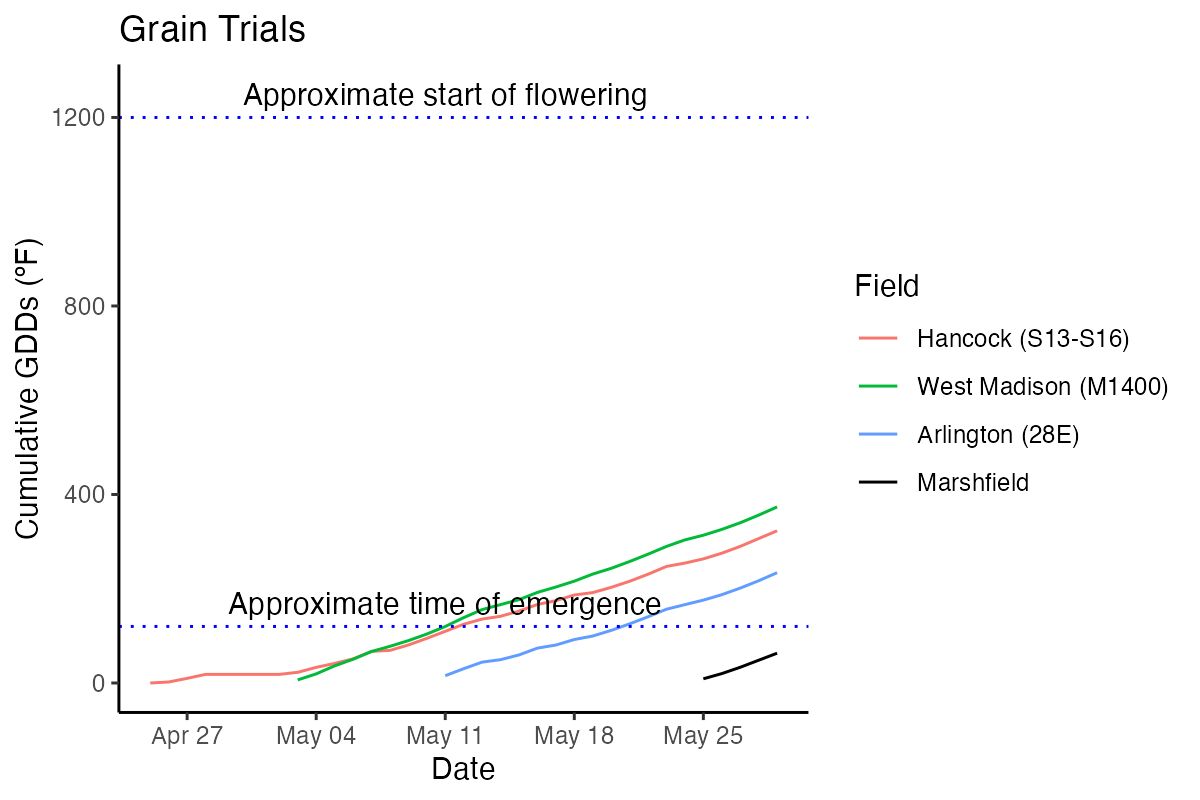 Grain Trials
Approximate start of flowering
1200
800
400
0
Approximate time of emergence
Cumulative GDDs (°F)
Apr 27
May 04
May 11
May 18
May 25
Date
Field
Hancock (S13-S16)
West Madison (M1400)
Arlington (28E)
Marshfield